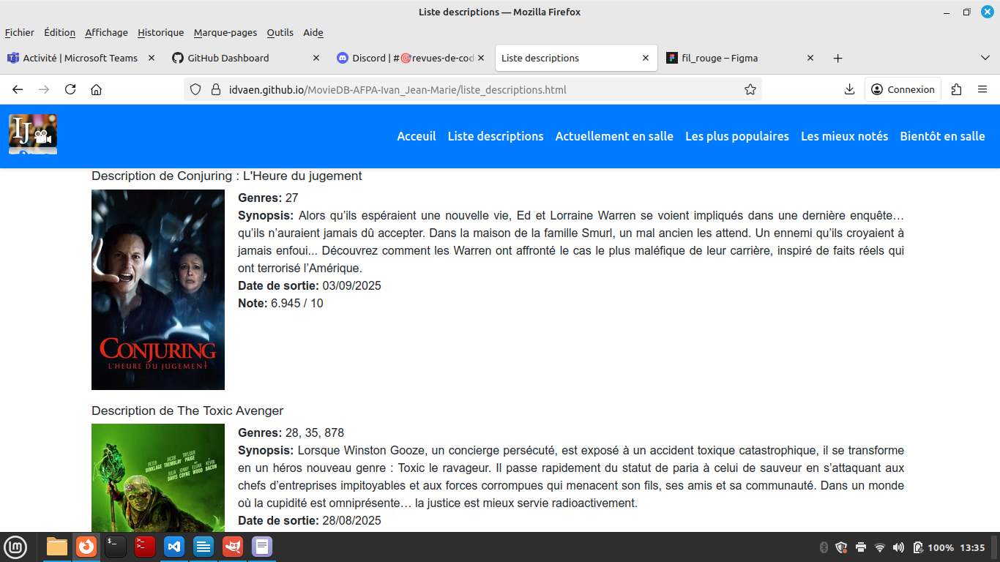 Liste descriptions — Mozilla Firefox
Fichier Édition Affichage Historique Marque-pages Outils Aide
Activité | Microsoft Teams GitHub Dashboard Discord | #🎯revues-de-cod Liste descriptions fil_rouge – Figma
idvaen.github.io/MovieDB-AFPA-Ivan_Jean-Marie/liste_descriptions.html Connexion
IJ Acceuil Liste descriptions Actuellement en salle Les plus populaires Les mieux notés Bientôt en salle
Description de Conjuring : L'Heure du jugement
Genres: 27
Synopsis: Alors qu’ils espéraient une nouvelle vie, Ed et Lorraine Warren se voient impliqués dans une dernière enquête…
qu’ils n’auraient jamais dû accepter. Dans la maison de la famille Smurl, un mal ancien les attend. Un ennemi qu’ils croyaient à
jamais enfoui... Découvrez comment les Warren ont affronté le cas le plus maléfique de leur carrière, inspiré de faits réels qui
ont terrorisé l’Amérique.
Date de sortie: 03/09/2025
Note: 6.945 / 10
CONJURING
L'HEURE DU JUGEMENT
Description de The Toxic Avenger
Genres: 28, 35, 878
Synopsis: Lorsque Winston Gooze, un concierge persécuté, est exposé à un accident toxique catastrophique, il se transforme
en un héros nouveau genre : Toxic le ravageur. Il passe rapidement du statut de paria à celui de sauveur en s’attaquant aux
chefs d’entreprises impitoyables et aux forces corrompues qui menacent son fils, ses amis et sa communauté. Dans un monde
où la cupidité est omniprésente… la justice est mieux servie radioactivement.
Date de sortie: 28/08/2025
PETER DINKLAGE JACOB TREMBLAY TAYLOUR PAIGE
JULIA DAVIS JONNY COYNE ELIJAH WOOD KEVIN BACON
100% 13:35